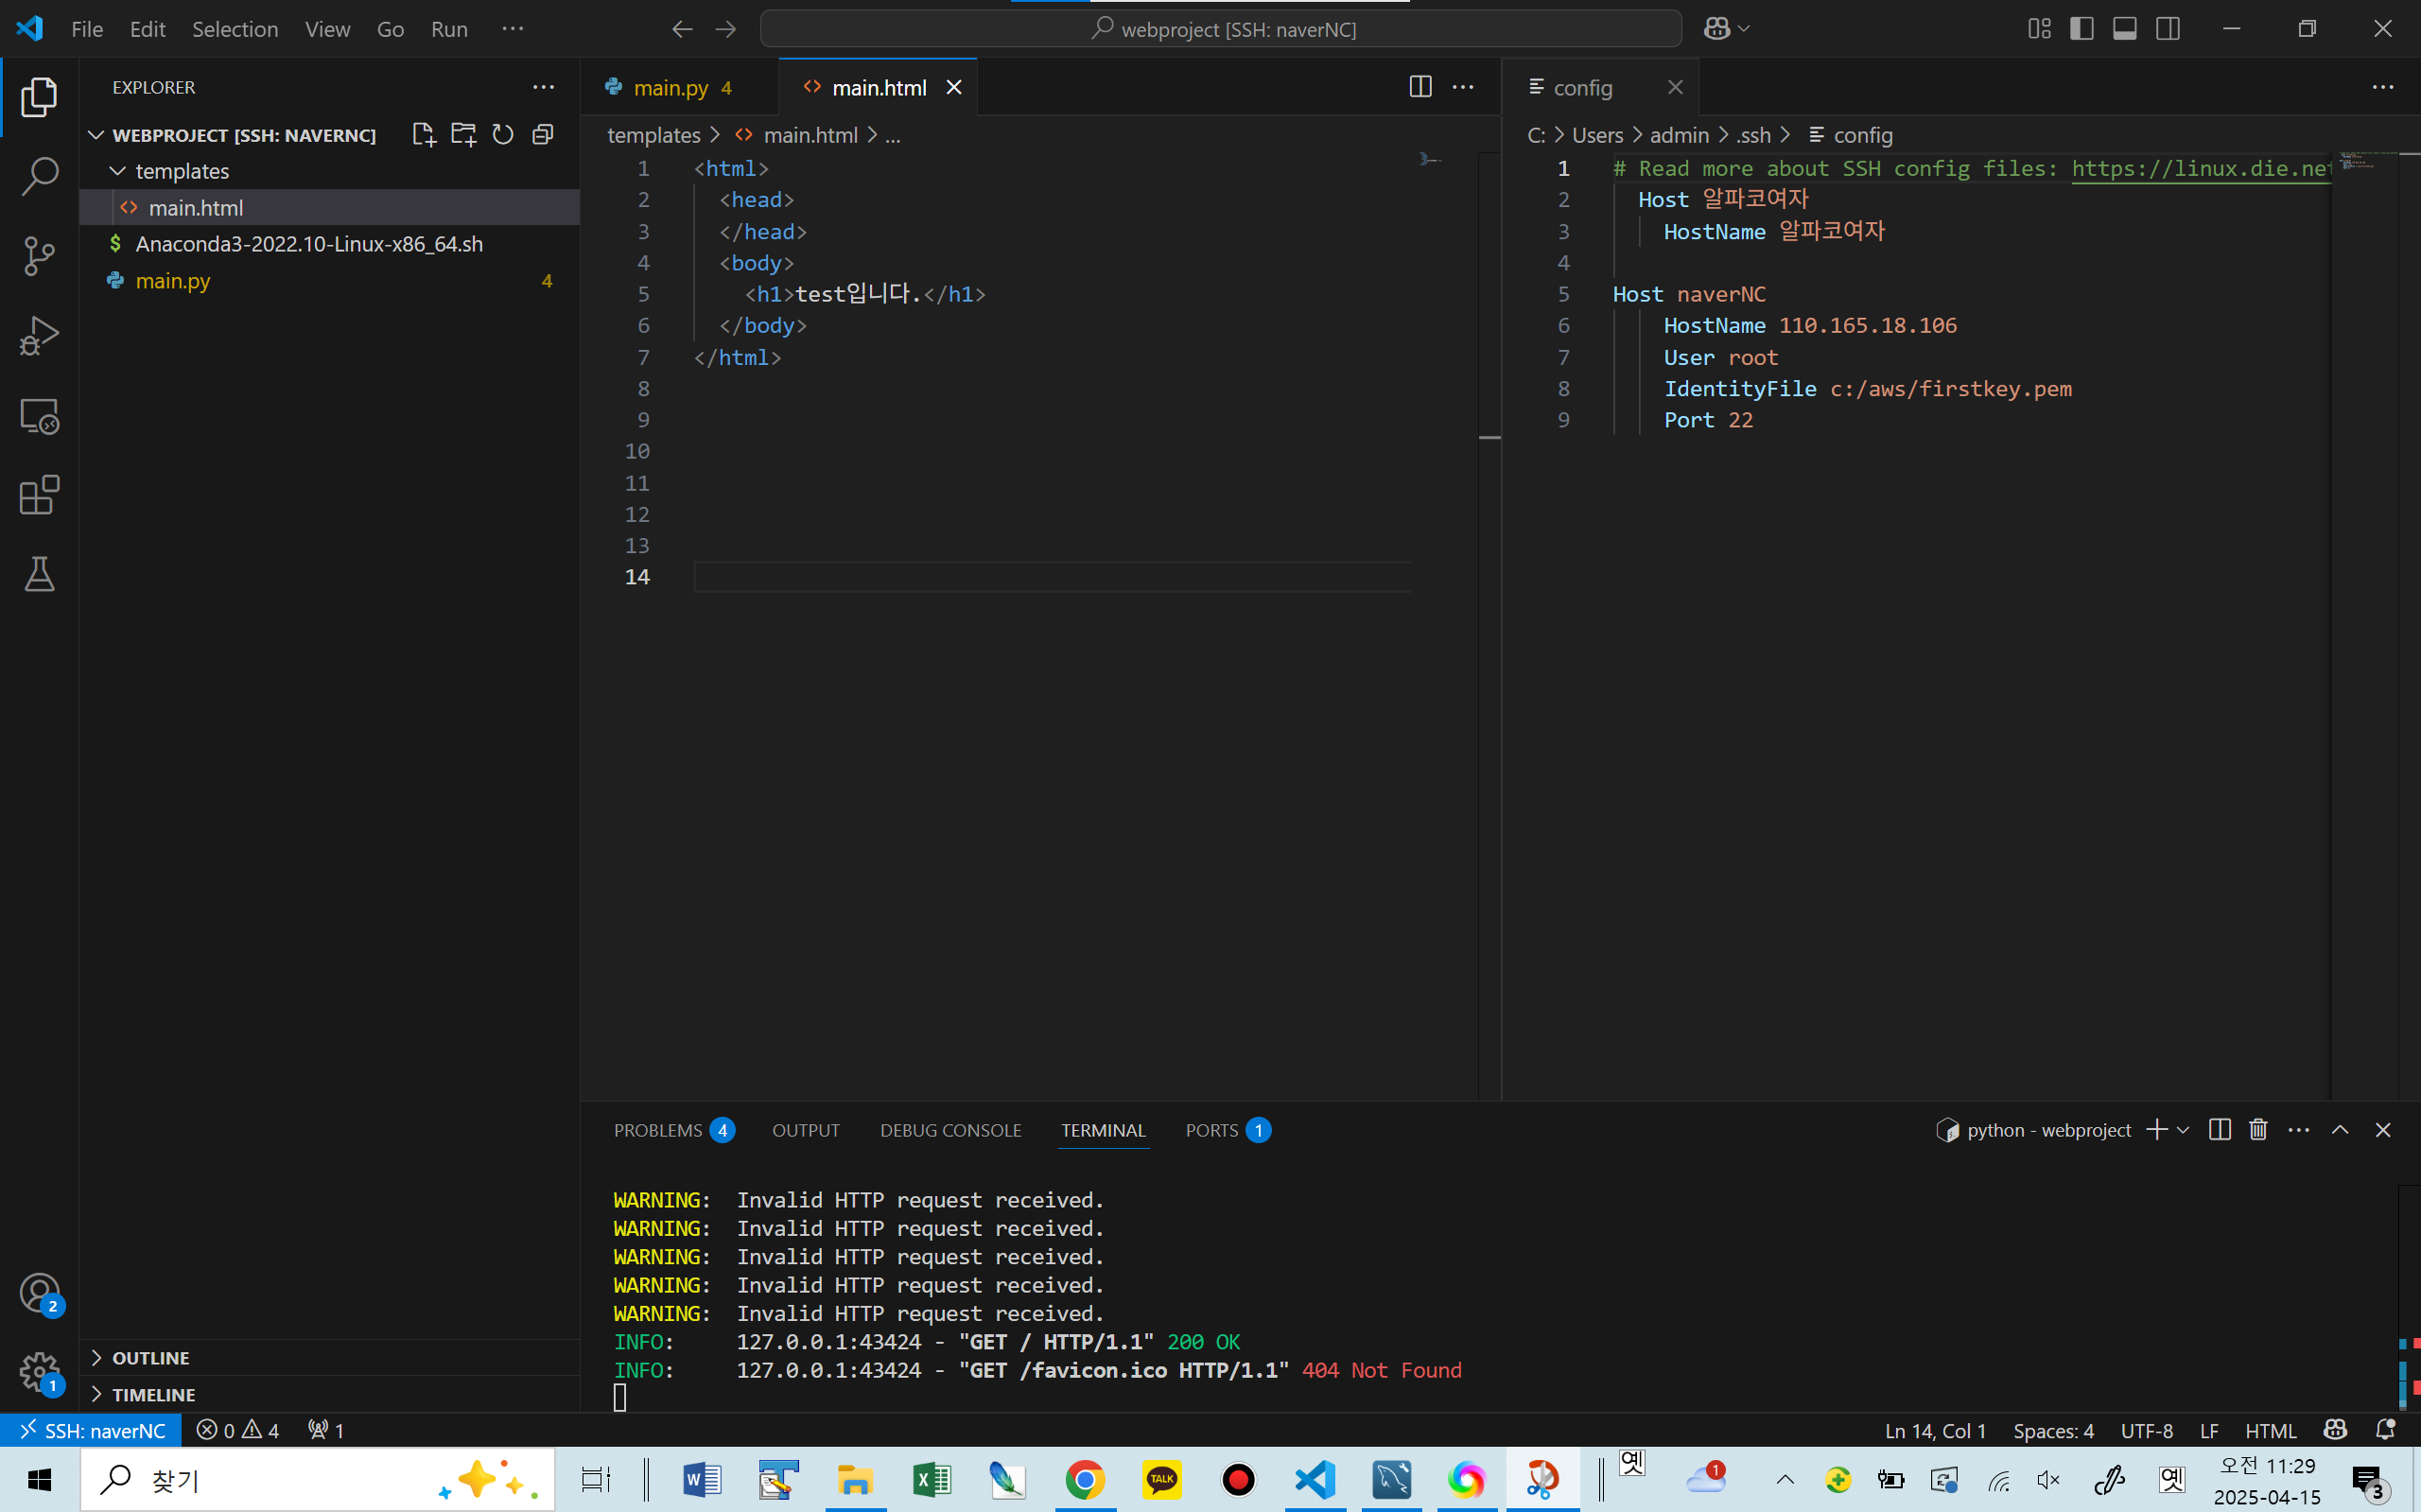 File Edit Selection View Go Run ···
webproject [SSH: naverNC]
EXPLORER
WEBPROJECT [SSH: NAVERNC]
templates
main.html
Anaconda3-2022.10-Linux-x86_64.sh
main.py 4
OUTLINE
TIMELINE
main.py 4
main.html
templates > main.html > ...
1 <html>
2 <head>
3 </head>
4 <body>
5 <h1>test입니다.</h1>
6 </body>
7 </html>
8
9
10
11
12
13
14
config
C: > Users > admin > .ssh > config
1 # Read more about SSH config files: https://linux.die.net
2 Host 알파코여자
3 HostName 알파코여자
4
5 Host naverNC
6 HostName 110.165.18.106
7 User root
8 IdentityFile c:/aws/firstkey.pem
9 Port 22
PROBLEMS 4 OUTPUT DEBUG CONSOLE TERMINAL PORTS 1
python - webproject
WARNING: Invalid HTTP request received.
WARNING: Invalid HTTP request received.
WARNING: Invalid HTTP request received.
WARNING: Invalid HTTP request received.
WARNING: Invalid HTTP request received.
INFO: 127.0.0.1:43424 - "GET / HTTP/1.1" 200 OK
INFO: 127.0.0.1:43424 - "GET /favicon.ico HTTP/1.1" 404 Not Found
2
1
SSH: naverNC 0 4 1
Ln 14, Col 1 Spaces: 4 UTF-8 LF HTML
찾기
TALK
옛
1
옛
오전 11:29
2025-04-15
3